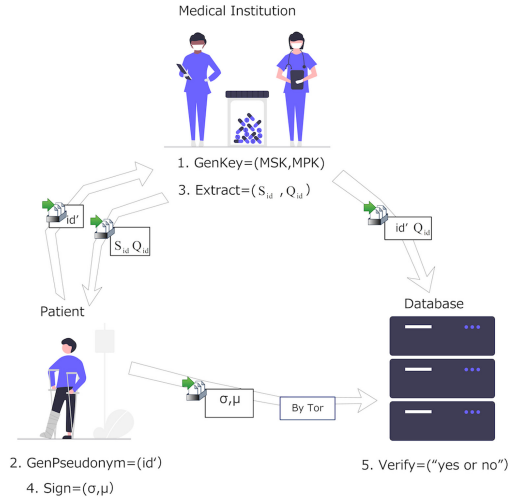 Medical Institution
1. GenKey=(MSK,MPK)
3. Extract=(S_id , Q_id)
id'
S_id Q_id
id' Q_id
Patient
Database
σ,μ
By Tor
2. GenPseudonym=(id')
4. Sign=(σ,μ)
5. Verify=(“yes or no”)